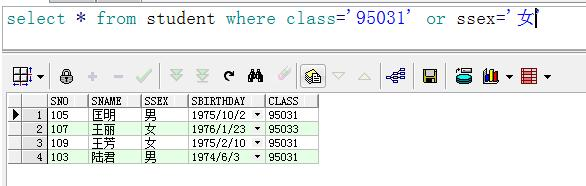 select * from student where class='95031' or ssex='女'
SNO SNAME SSEX SBIRTHDAY CLASS
1 105 匡明 男 1975/10/2 95031
2 107 王丽 女 1976/1/23 95033
3 109 王芳 女 1975/2/10 95031
4 103 陆君 男 1974/6/3 95031